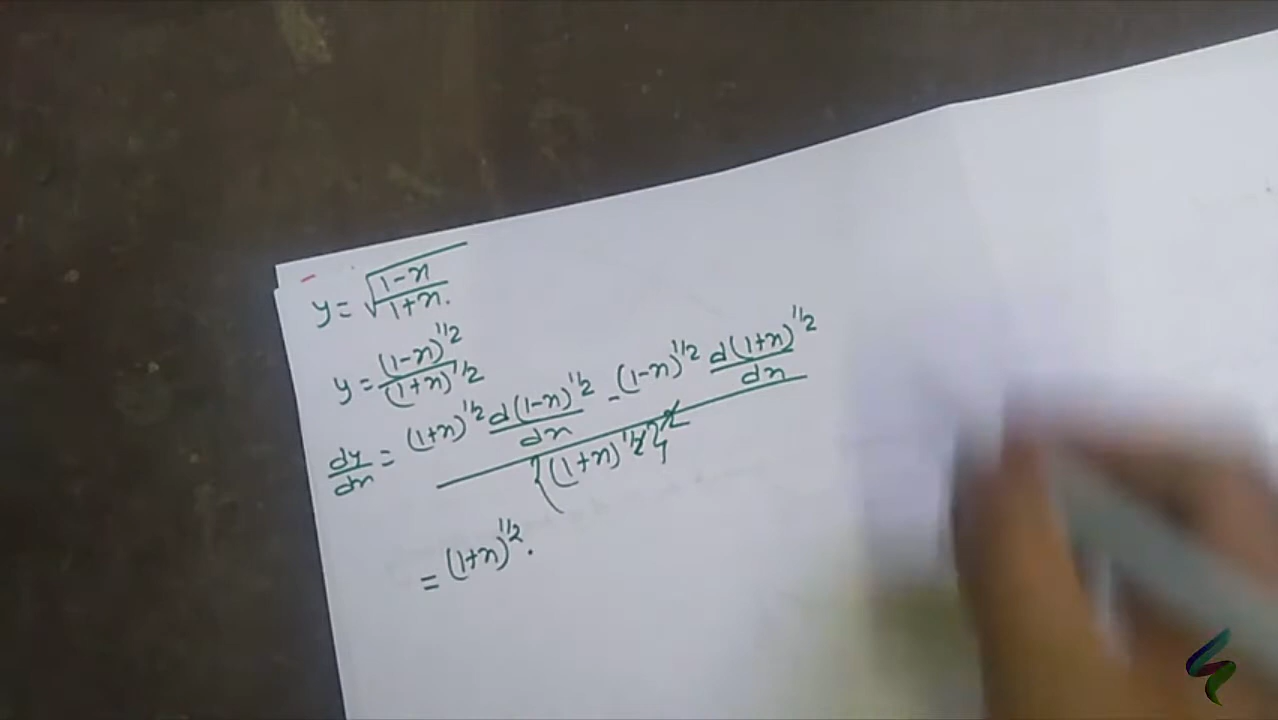 y = √(1-x / 1+x).
y = (1-x)^1/2 / (1+x)^1/2
dy/dx = (1+x)^1/2 d(1-x)^1/2 / dx - (1-x)^1/2 d(1+x)^1/2 / dx
{(1+x)^1/2}^2
= (1+x)^1/2 .